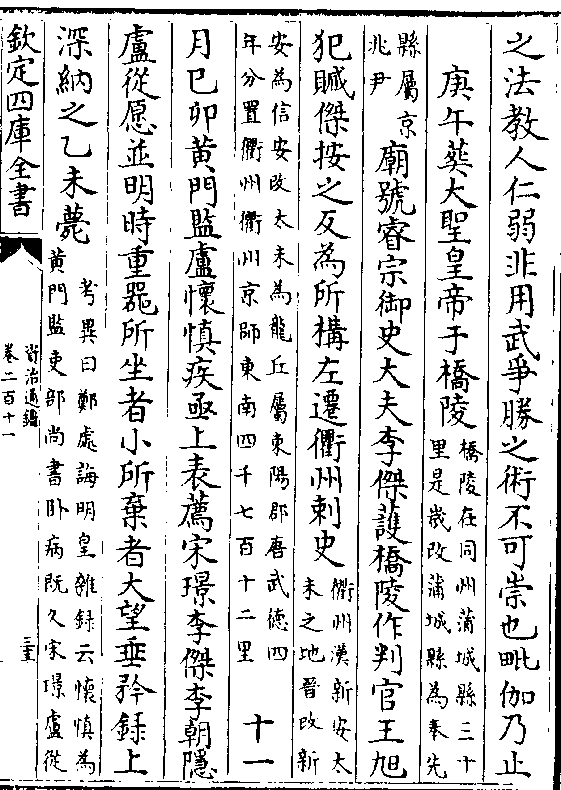 之法教人仁弱非用武爭勝之術不可崇也毗伽乃止
庚午葬大聖皇帝于橋陵橋陵在同州蒲城縣三十里是歲改蒲城縣為奉先
縣屬京兆尹廟號睿宗御史大夫李傑護橋陵作判官王旭
犯贓傑按之反為所構左遷衢州刺史衢州漢新安太末之地晉改新
安為信安改太末為龍丘屬東陽郡唐武德四年分置衢州衢州京師東南四千七百十二里十一
月巳卯黃門監盧懷慎疾亟上表薦宋璟李傑李朝隱
盧從愿並明時重器所坐者小所棄者大望垂矜錄上
深納之乙未薨考異曰鄭處誨明皇雜錄云懷慎為黃門監吏部尚書卧病既久宋璟盧從
欽定四庫全書
資治通鑑
卷二百十一